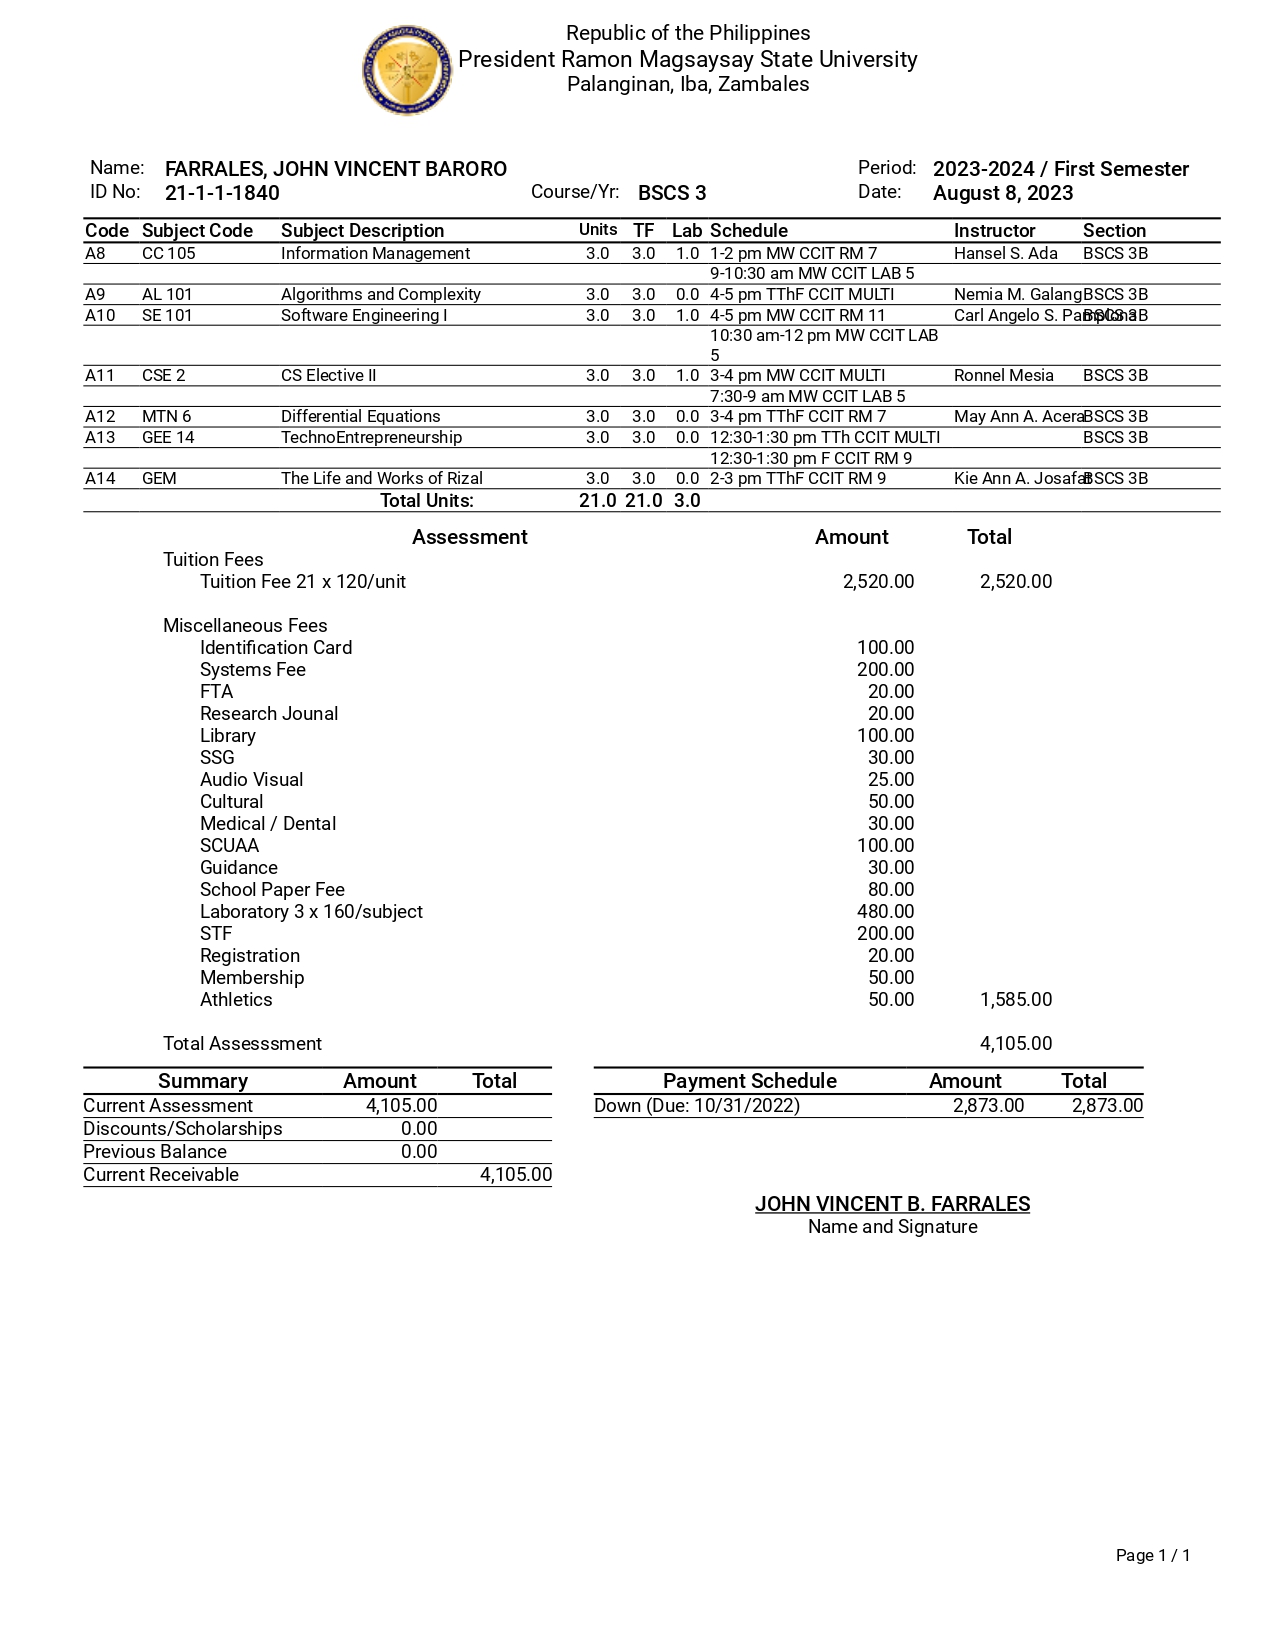 Republic of the Philippines
President Ramon Magsaysay State University
Palanginan, Iba, Zambales
Name: FARRALES, JOHN VINCENT BARORO Period: 2023-2024 / First Semester
ID No: 21-1-1-1840 Course/Yr: BSCS 3 Date: August 8, 2023
Code Subject Code Subject Description Units TF Lab Schedule Instructor Section
A8 CC 105 Information Management 3.0 3.0 1.0 1-2 pm MW CCIT RM 7 Hansel S. Ada BSCS 3B
9-10:30 am MW CCIT LAB 5
A9 AL 101 Algorithms and Complexity 3.0 3.0 0.0 4-5 pm TThF CCIT MULTI Nemia M. Galang BSCS 3B
A10 SE 101 Software Engineering I 3.0 3.0 1.0 4-5 pm MW CCIT RM 11 Carl Angelo S. Pamplona BSCS 3B
10:30 am-12 pm MW CCIT LAB
5
A11 CSE 2 CS Elective II 3.0 3.0 1.0 3-4 pm MW CCIT MULTI Ronnel Mesia BSCS 3B
7:30-9 am MW CCIT LAB 5
A12 MTN 6 Differential Equations 3.0 3.0 0.0 3-4 pm TThF CCIT RM 7 May Ann A. Acera BSCS 3B
A13 GEE 14 TechnoEntrepreneurship 3.0 3.0 0.0 12:30-1:30 pm TTh CCIT MULTI BSCS 3B
12:30-1:30 pm F CCIT RM 9
A14 GEM The Life and Works of Rizal 3.0 3.0 0.0 2-3 pm TThF CCIT RM 9 Kie Ann A. Josafat BSCS 3B
Total Units: 21.0 21.0 3.0
Assessment Amount Total
Tuition Fees
Tuition Fee 21 x 120/unit 2,520.00 2,520.00
Miscellaneous Fees
Identification Card 100.00
Systems Fee 200.00
FTA 20.00
Research Jounal 20.00
Library 100.00
SSG 30.00
Audio Visual 25.00
Cultural 50.00
Medical / Dental 30.00
SCUAA 100.00
Guidance 30.00
School Paper Fee 80.00
Laboratory 3 x 160/subject 480.00
STF 200.00
Registration 20.00
Membership 50.00
Athletics 50.00 1,585.00
Total Assesssment 4,105.00
Summary Amount Total
Current Assessment 4,105.00
Discounts/Scholarships 0.00
Previous Balance 0.00
Current Receivable 4,105.00
Payment Schedule Amount Total
Down (Due: 10/31/2022) 2,873.00 2,873.00
JOHN VINCENT B. FARRALES
Name and Signature
Page 1 / 1